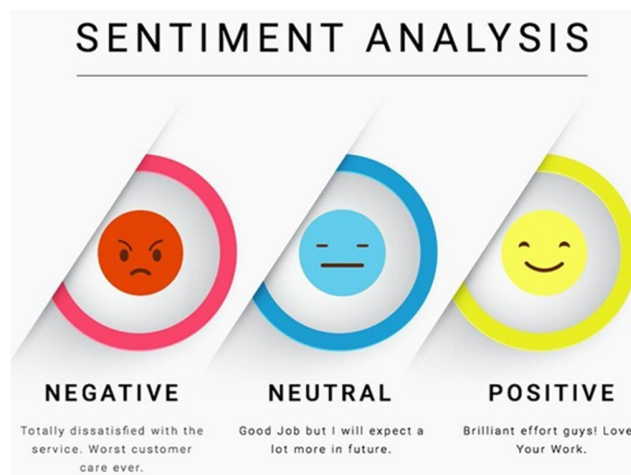 SENTIMENT ANALYSIS
NEGATIVE
Totally dissatisfied with the
service. Worst customer
care ever.
NEUTRAL
Good Job but I will expect a
lot more in future.
POSITIVE
Brilliant effort guys! Love
Your Work.